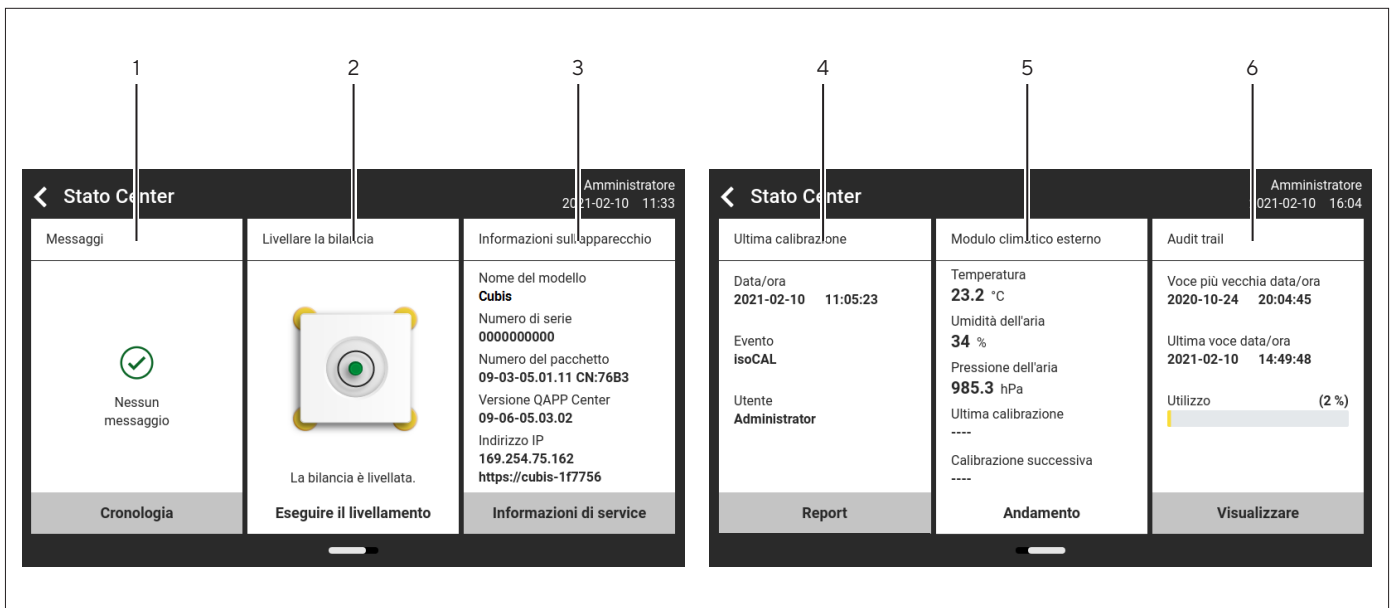 1 2 3 4 5 6
Stato Center
Amministratore
2021-02-10 11:33
Messaggi
Nessun
messaggio
Cronologia
Livellare la bilancia
La bilancia è livellata.
Eseguire il livellamento
Informazioni sull'apparecchio
Nome del modello
Cubis
Numero di serie
0000000000
Numero del pacchetto
09-03-05.01.11 CN:76B3
Versione QAPP Center
09-06-05.03.02
Indirizzo IP
169.254.75.162
https://cubis-1f7756
Informazioni di service
Stato Center
Amministratore
2021-02-10 16:04
Ultima calibrazione
Data/ora
2021-02-10 11:05:23
Evento
isoCAL
Utente
Administrator
Report
Modulo climatico esterno
Temperatura
23.2 °C
Umidità dell'aria
34 %
Pressione dell'aria
985.3 hPa
Ultima calibrazione
----
Calibrazione successiva
----
Andamento
Audit trail
Voce più vecchia data/ora
2020-10-24 20:04:45
Ultima voce data/ora
2021-02-10 14:49:48
Utilizzo (2 %)
Visualizzare